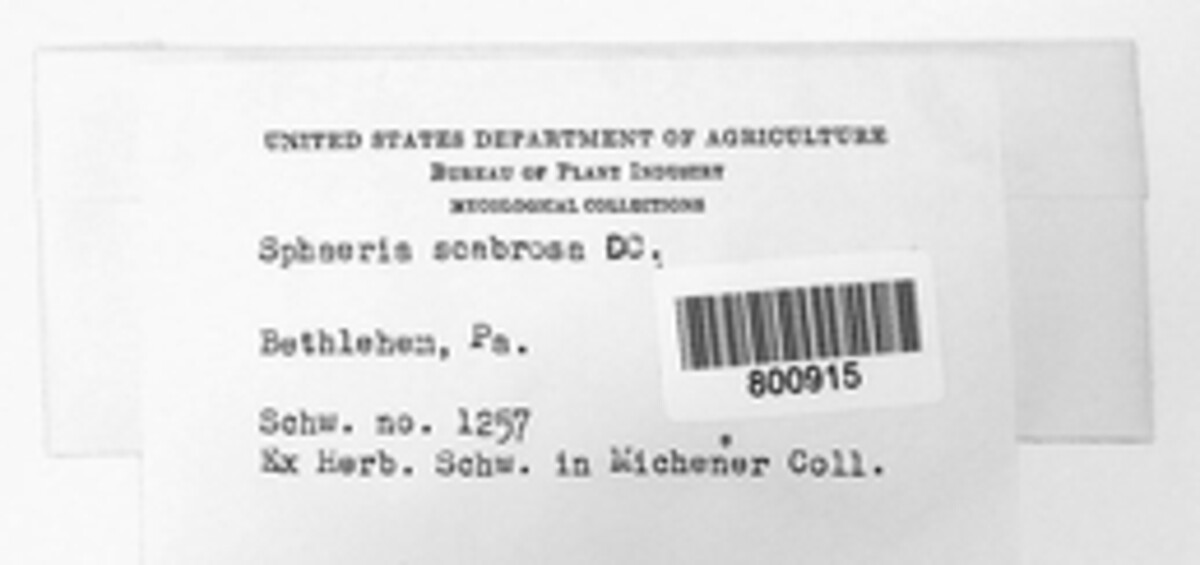 UNITED STATES DEPARTMENT OF AGRICULTURE
BUREAU OF PLANT INDUSTRY
MYCOLOGICAL COLLECTIONS
Sphaeria scabrosa DC.
800915
Bethlehem, Pa.
Schw. no. 1257
Ex Herb. Schw. in Michener Coll.